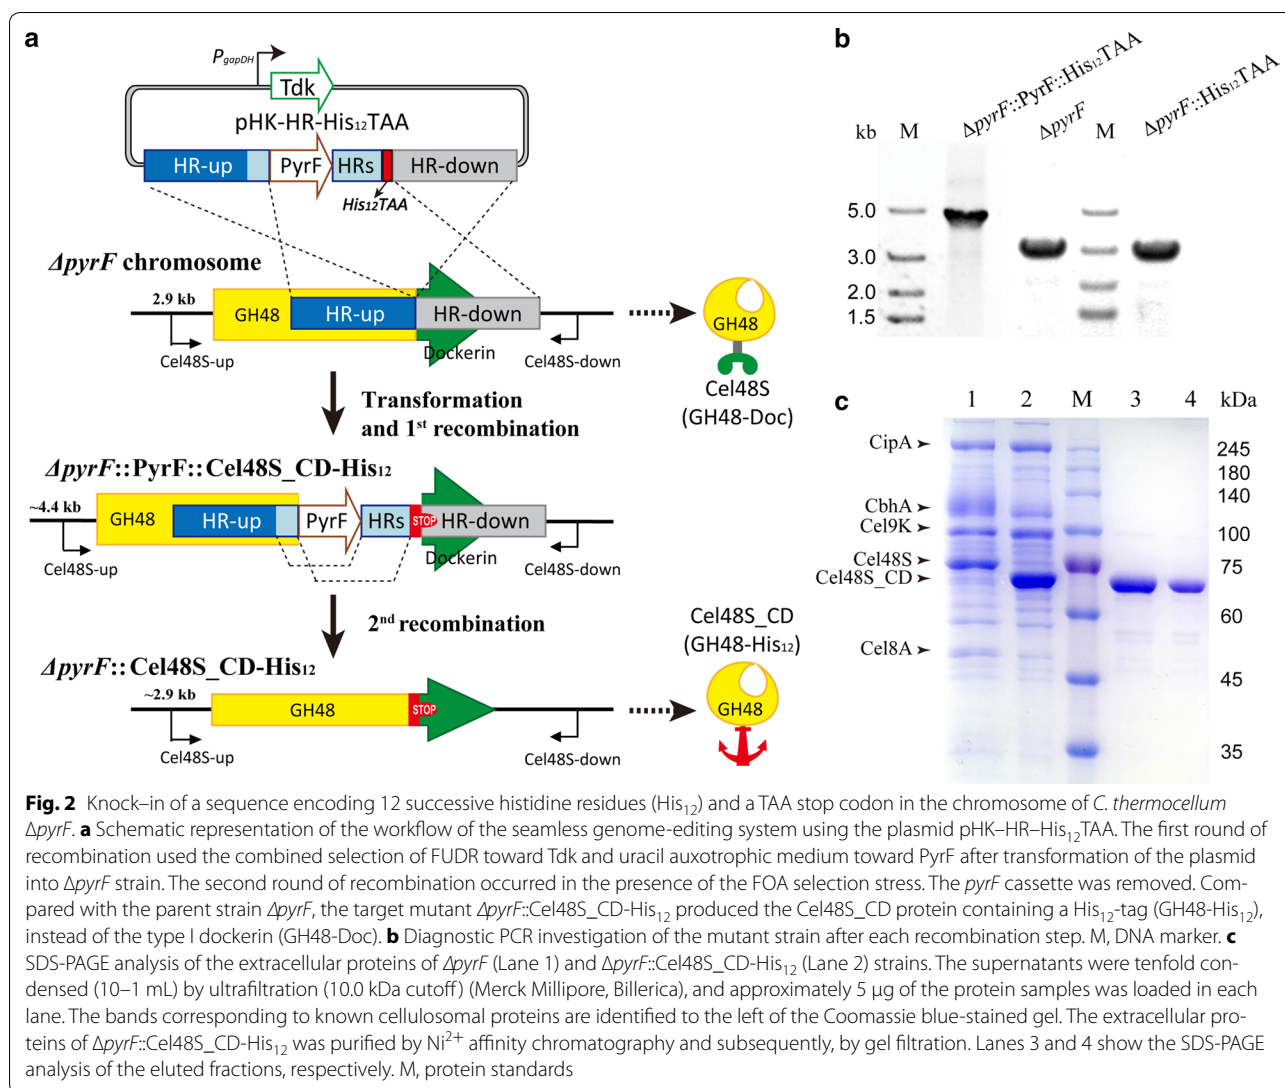 a
PgapDH
Tdk
pHK-HR-His12TAA
HR-up PyrF HRs HR-down
His12TAA
ΔpyrF chromosome
2.9 kb
GH48 HR-up HR-down
Dockerin
Cel48S-up Cel48S-down
GH48
Cel48S
(GH48-Doc)
Transformation
and 1st recombination
ΔpyrF::PyrF::Cel48S_CD-His12
~4.4 kb
GH48 HR-up PyrF HRs STOP HR-down
Dockerin
Cel48S-up Cel48S-down
2nd recombination
ΔpyrF::Cel48S_CD-His12
~2.9 kb
GH48 STOP
Cel48S-up Cel48S-down
Cel48S_CD
(GH48-His12)
GH48
b
kb M ΔpyrF::PyrF::His12TAA ΔpyrF M ΔpyrF::His12TAA
5.0
3.0
2.0
1.5
c
1 2 M 3 4 kDa
CipA
CbhA
Cel9K
Cel48S
Cel48S_CD
Cel8A
245
180
140
100
75
60
45
35
Fig. 2 Knock–in of a sequence encoding 12 successive histidine residues (His12) and a TAA stop codon in the chromosome of C. thermocellum
ΔpyrF. a Schematic representation of the workflow of the seamless genome-editing system using the plasmid pHK–HR–His12TAA. The first round of
recombination used the combined selection of FUDR toward Tdk and uracil auxotrophic medium toward PyrF after transformation of the plasmid
into ΔpyrF strain. The second round of recombination occurred in the presence of the FOA selection stress. The pyrF cassette was removed. Com-
pared with the parent strain ΔpyrF, the target mutant ΔpyrF::Cel48S_CD-His12 produced the Cel48S_CD protein containing a His12-tag (GH48-His12),
instead of the type I dockerin (GH48-Doc). b Diagnostic PCR investigation of the mutant strain after each recombination step. M, DNA marker. c
SDS-PAGE analysis of the extracellular proteins of ΔpyrF (Lane 1) and ΔpyrF::Cel48S_CD-His12 (Lane 2) strains. The supernatants were tenfold con-
densed (10–1 mL) by ultrafiltration (10.0 kDa cutoff) (Merck Millipore, Billerica), and approximately 5 µg of the protein samples was loaded in each
lane. The bands corresponding to known cellulosomal proteins are identified to the left of the Coomassie blue-stained gel. The extracellular pro-
teins of ΔpyrF::Cel48S_CD-His12 was purified by Ni2+ affinity chromatography and subsequently, by gel filtration. Lanes 3 and 4 show the SDS-PAGE
analysis of the eluted fractions, respectively. M, protein standards